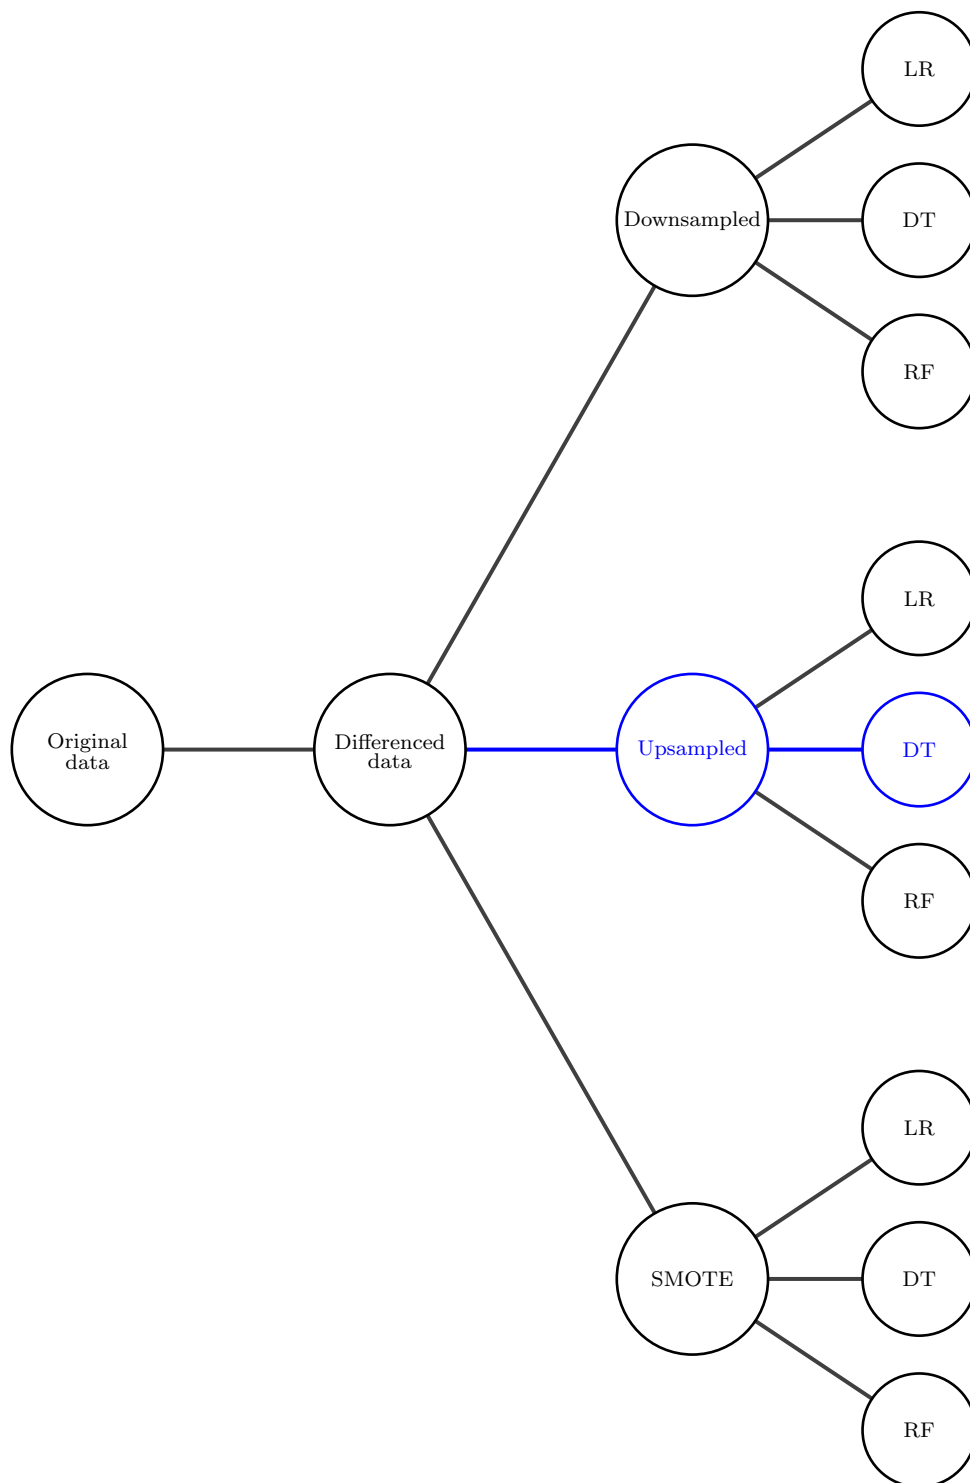 LR
Downsampled
DT
RF
LR
Original
data
Differenced
data
Upsampled
DT
RF
LR
SMOTE
DT
RF